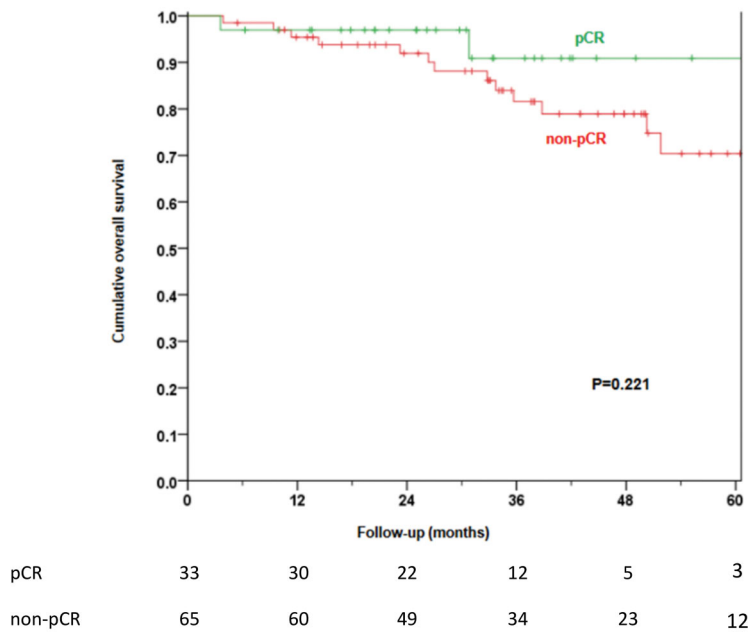 1.0
pCR
0.9
0.8
non-pCR
0.7
0.6
0.5
0.4
0.3
P=0.221
0.2
0.1
0.0
Cumulative overall survival
0 12 24 36 48 60
Follow-up (months)
pCR 33 30 22 12 5 3
non-pCR 65 60 49 34 23 12